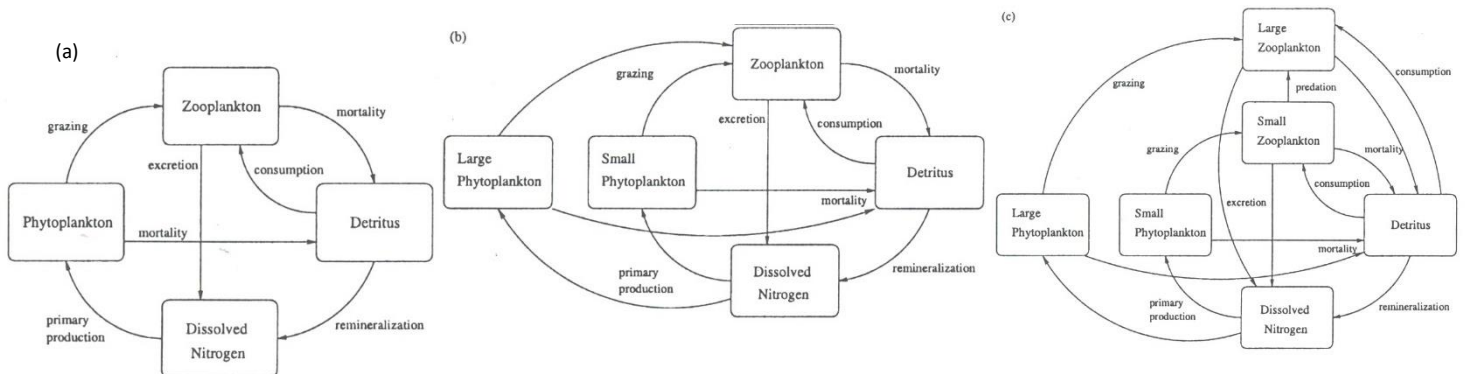 (a)
Zooplankton
grazing
mortality
excretion
consumption
Phytoplankton
Detritus
mortality
primary
production
remineralization
Dissolved
Nitrogen
(b)
Zooplankton
grazing
mortality
excretion
consumption
Large
Phytoplankton
Small
Phytoplankton
Detritus
mortality
primary
production
remineralization
Dissolved
Nitrogen
(c)
Large
Zooplankton
consumption
grazing
predation
Small
Zooplankton
grazing
mortality
consumption
Large
Phytoplankton
Small
Phytoplankton
excretion
Detritus
mortality
primary
production
remineralization
Dissolved
Nitrogen